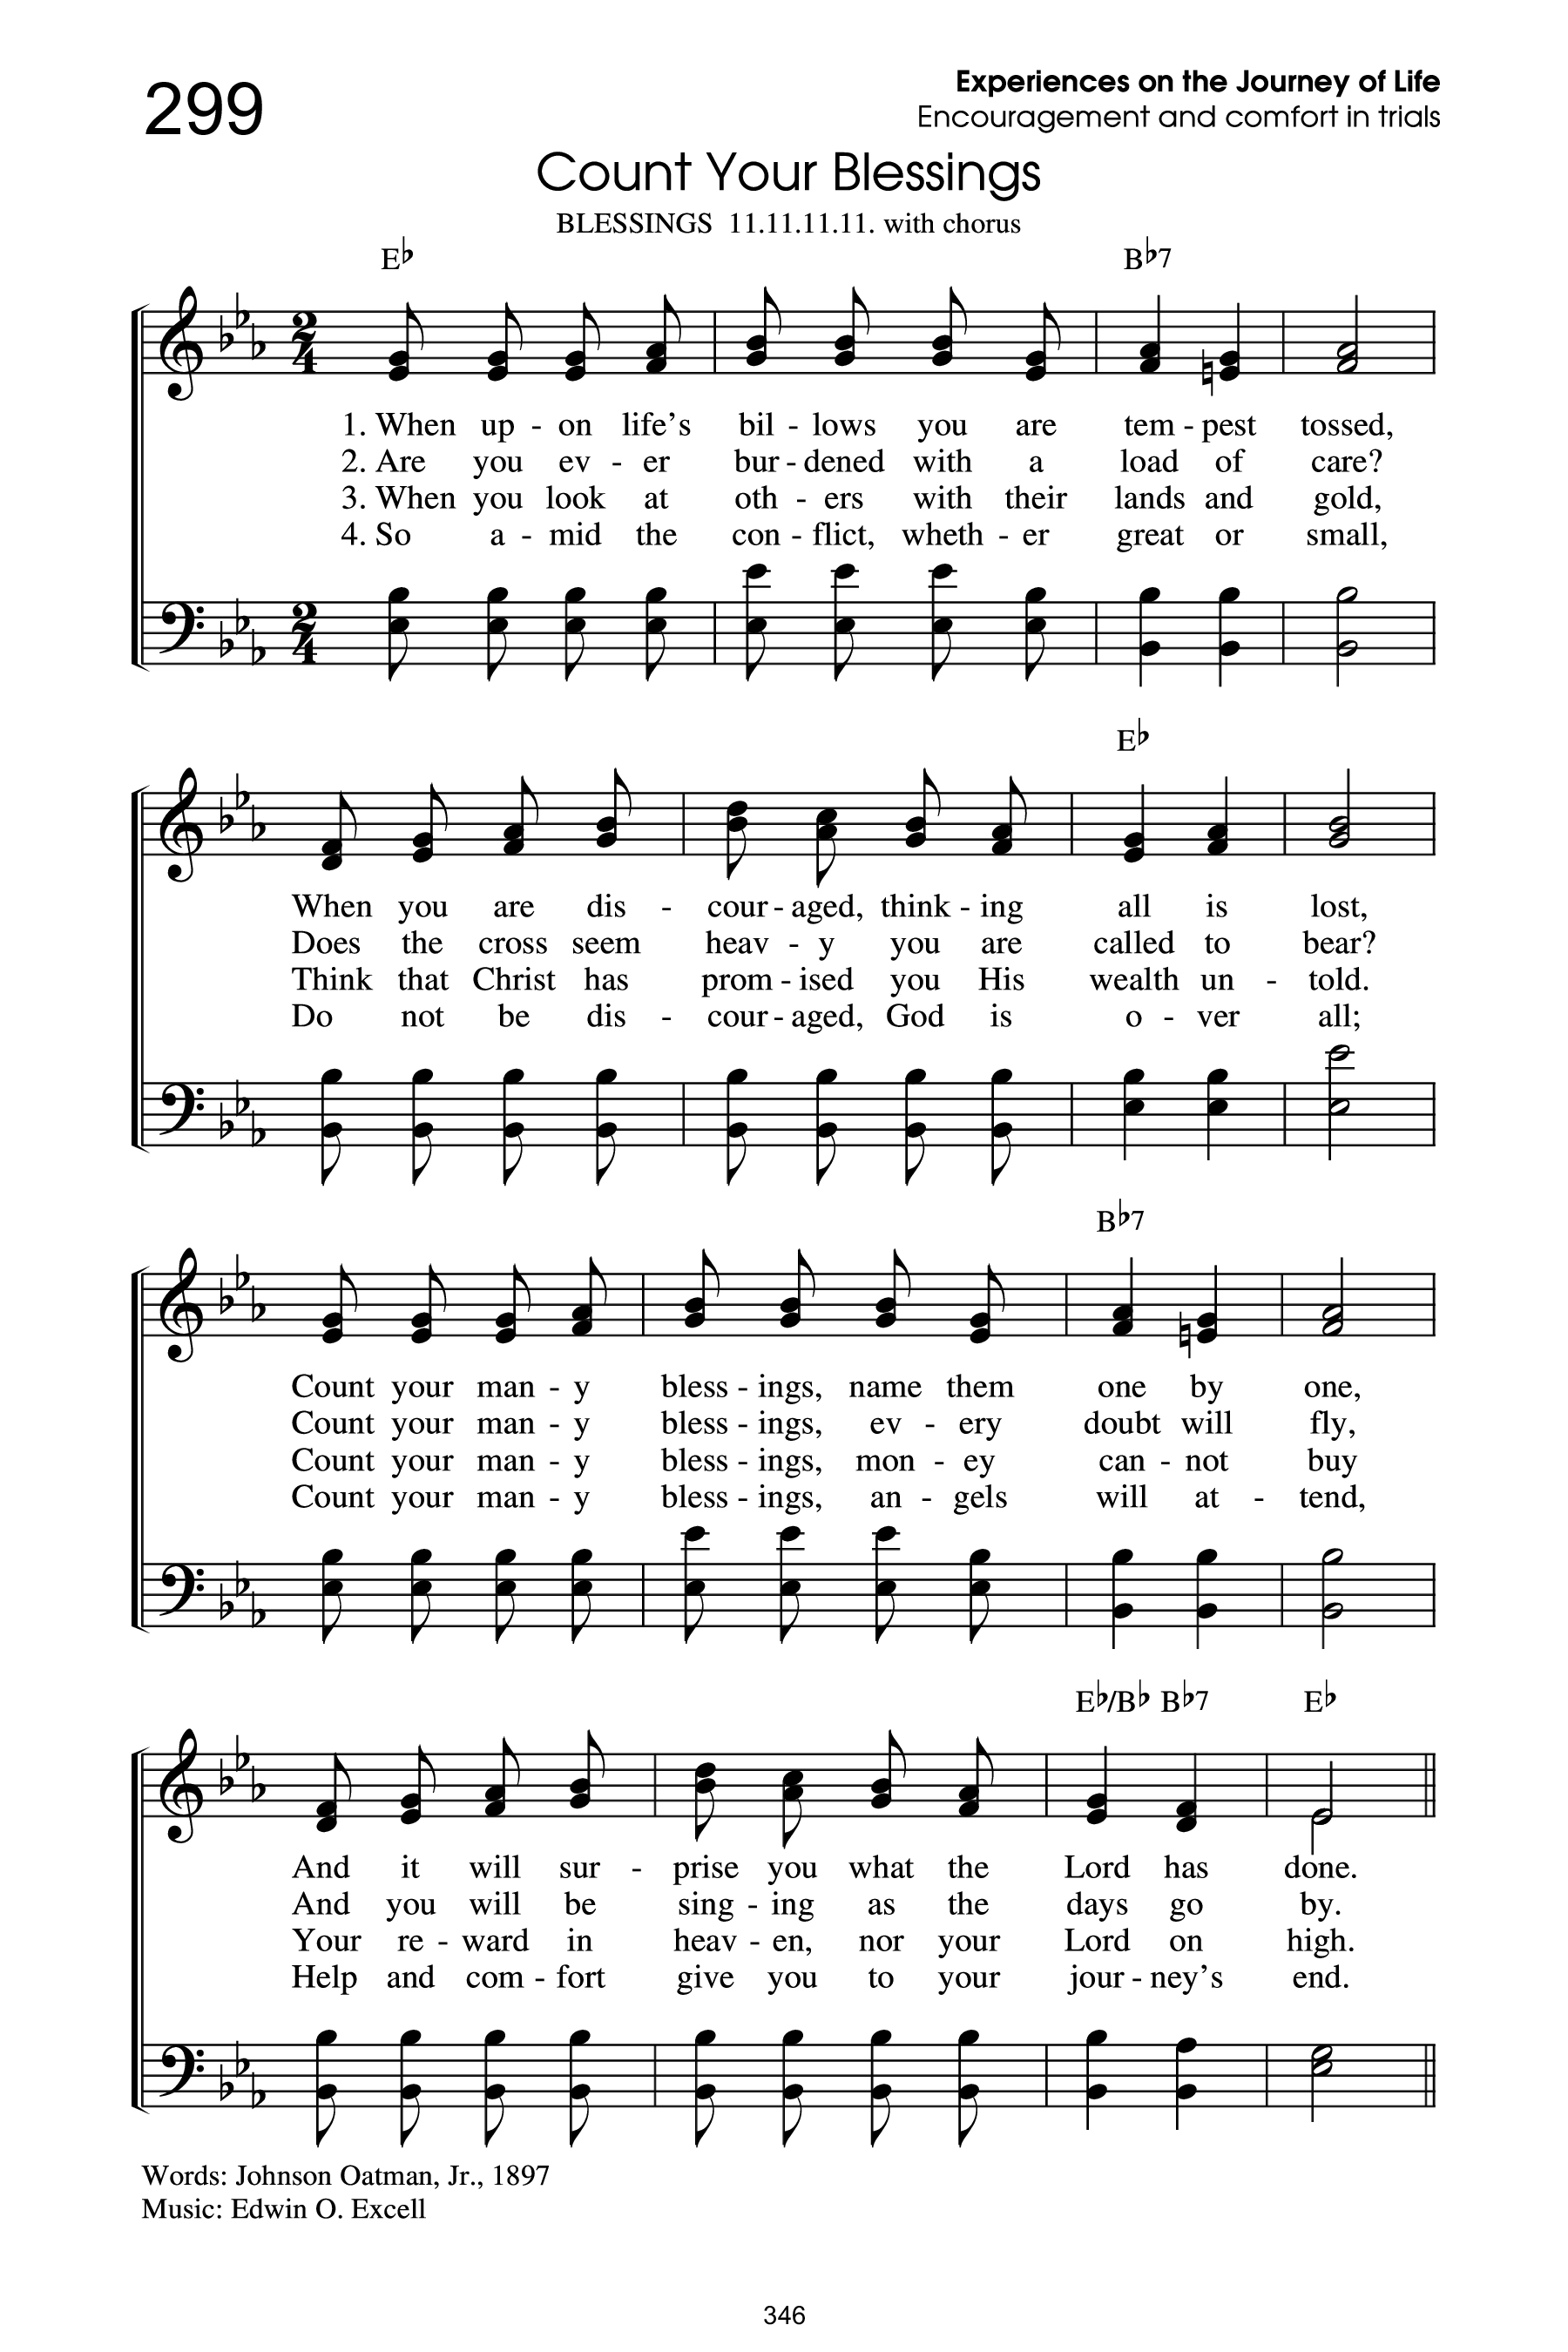 299
Experiences on the Journey of Life
Encouragement and comfort in trials
Count Your Blessings
BLESSINGS 11.11.11.11. with chorus
E♭ B♭7
2/4
1. When up - on life's bil - lows you are tem - pest tossed,
2. Are you ev - er bur - dened with a load of care?
3. When you look at oth - ers with their lands and gold,
4. So a - mid the con - flict, wheth - er great or small,
2/4
E♭
When you are dis - cour - aged, think - ing all is lost,
Does the cross seem heav - y you are called to bear?
Think that Christ has prom - ised you His wealth un - told.
Do not be dis - cour - aged, God is o - ver all;
B♭7
Count your man - y bless - ings, name them one by one,
Count your man - y bless - ings, ev - ery doubt will fly,
Count your man - y bless - ings, mon - ey can - not buy
Count your man - y bless - ings, an - gels will at - tend,
E♭/B♭ B♭7 E♭
And it will sur - prise you what the Lord has done.
And you will be sing - ing as the days go by.
Your re - ward in heav - en, nor your Lord on high.
Help and com - fort give you to your jour - ney's end.
Words: Johnson Oatman, Jr., 1897
Music: Edwin O. Excell
346